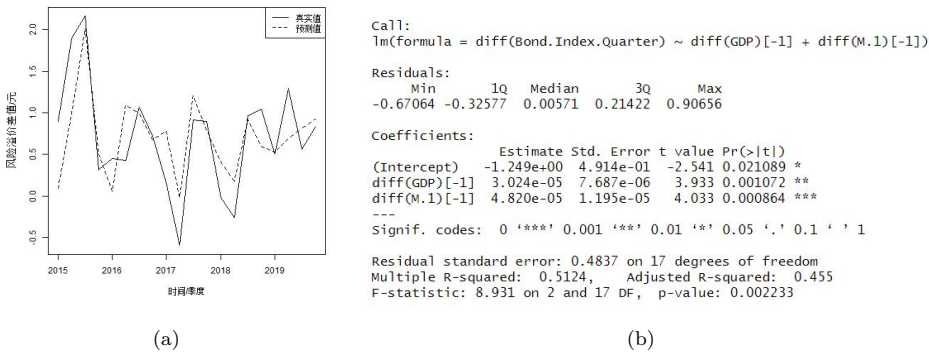 真实值
预测值
2.0
1.5
1.0
0.5
0.0
-0.5
风险溢价差值/元
2015 2016 2017 2018 2019
时间/季度
(a)
Call:
lm(formula = diff(Bond.Index.Quarter) ~ diff(GDP)[-1] + diff(M.1)[-1])
Residuals:
Min 1Q Median 3Q Max
-0.67064 -0.32577 0.00571 0.21422 0.90656
Coefficients:
Estimate Std. Error t value Pr(>|t|)
(Intercept) -1.249e+00 4.914e-01 -2.541 0.021089 *
diff(GDP)[-1] 3.024e-05 7.687e-06 3.933 0.001072 **
diff(M.1)[-1] 4.820e-05 1.195e-05 4.033 0.000864 ***
---
Signif. codes: 0 ‘***’ 0.001 ‘**’ 0.01 ‘*’ 0.05 ‘.’ 0.1 ‘ ’ 1
Residual standard error: 0.4837 on 17 degrees of freedom
Multiple R-squared: 0.5124, Adjusted R-squared: 0.455
F-statistic: 8.931 on 2 and 17 DF, p-value: 0.002233
(b)